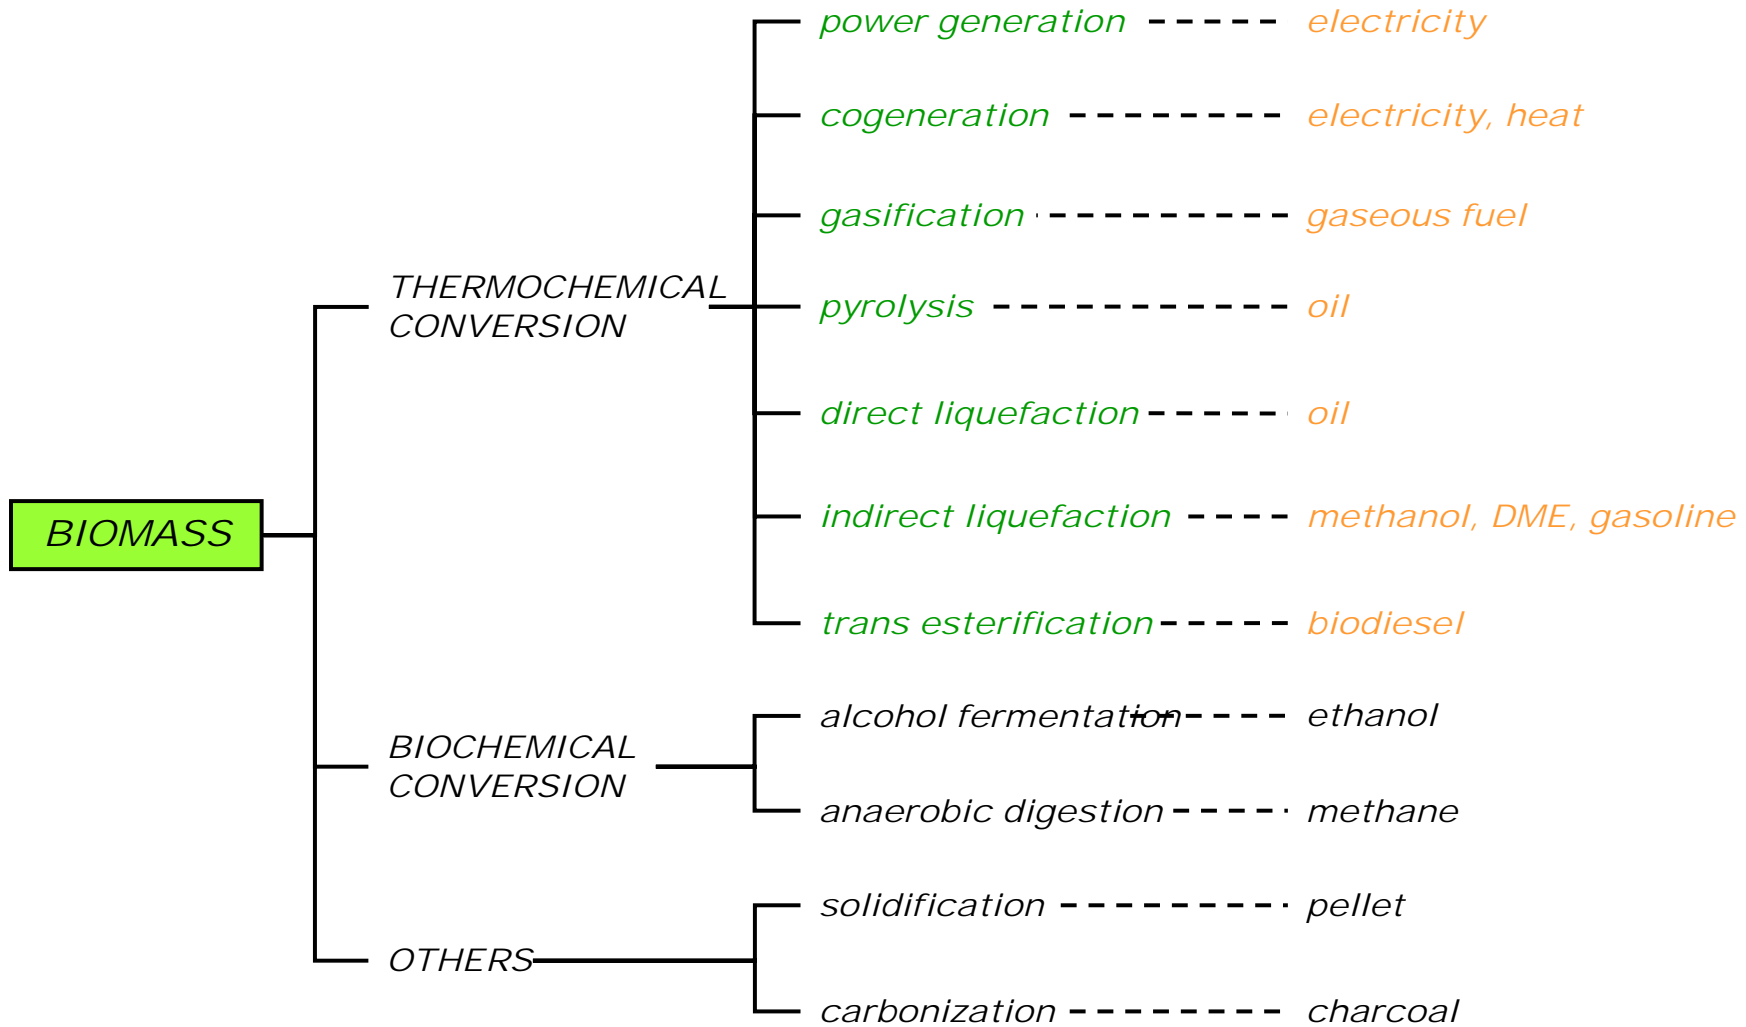 power generation electricity
cogeneration electricity, heat
gasification gaseous fuel
THERMOCHEMICAL
CONVERSION
pyrolysis oil
direct liquefaction oil
BIOMASS
indirect liquefaction methanol, DME, gasoline
trans esterification biodiesel
BIOCHEMICAL
CONVERSION
alcohol fermentation ethanol
anaerobic digestion methane
OTHERS
solidification pellet
carbonization charcoal